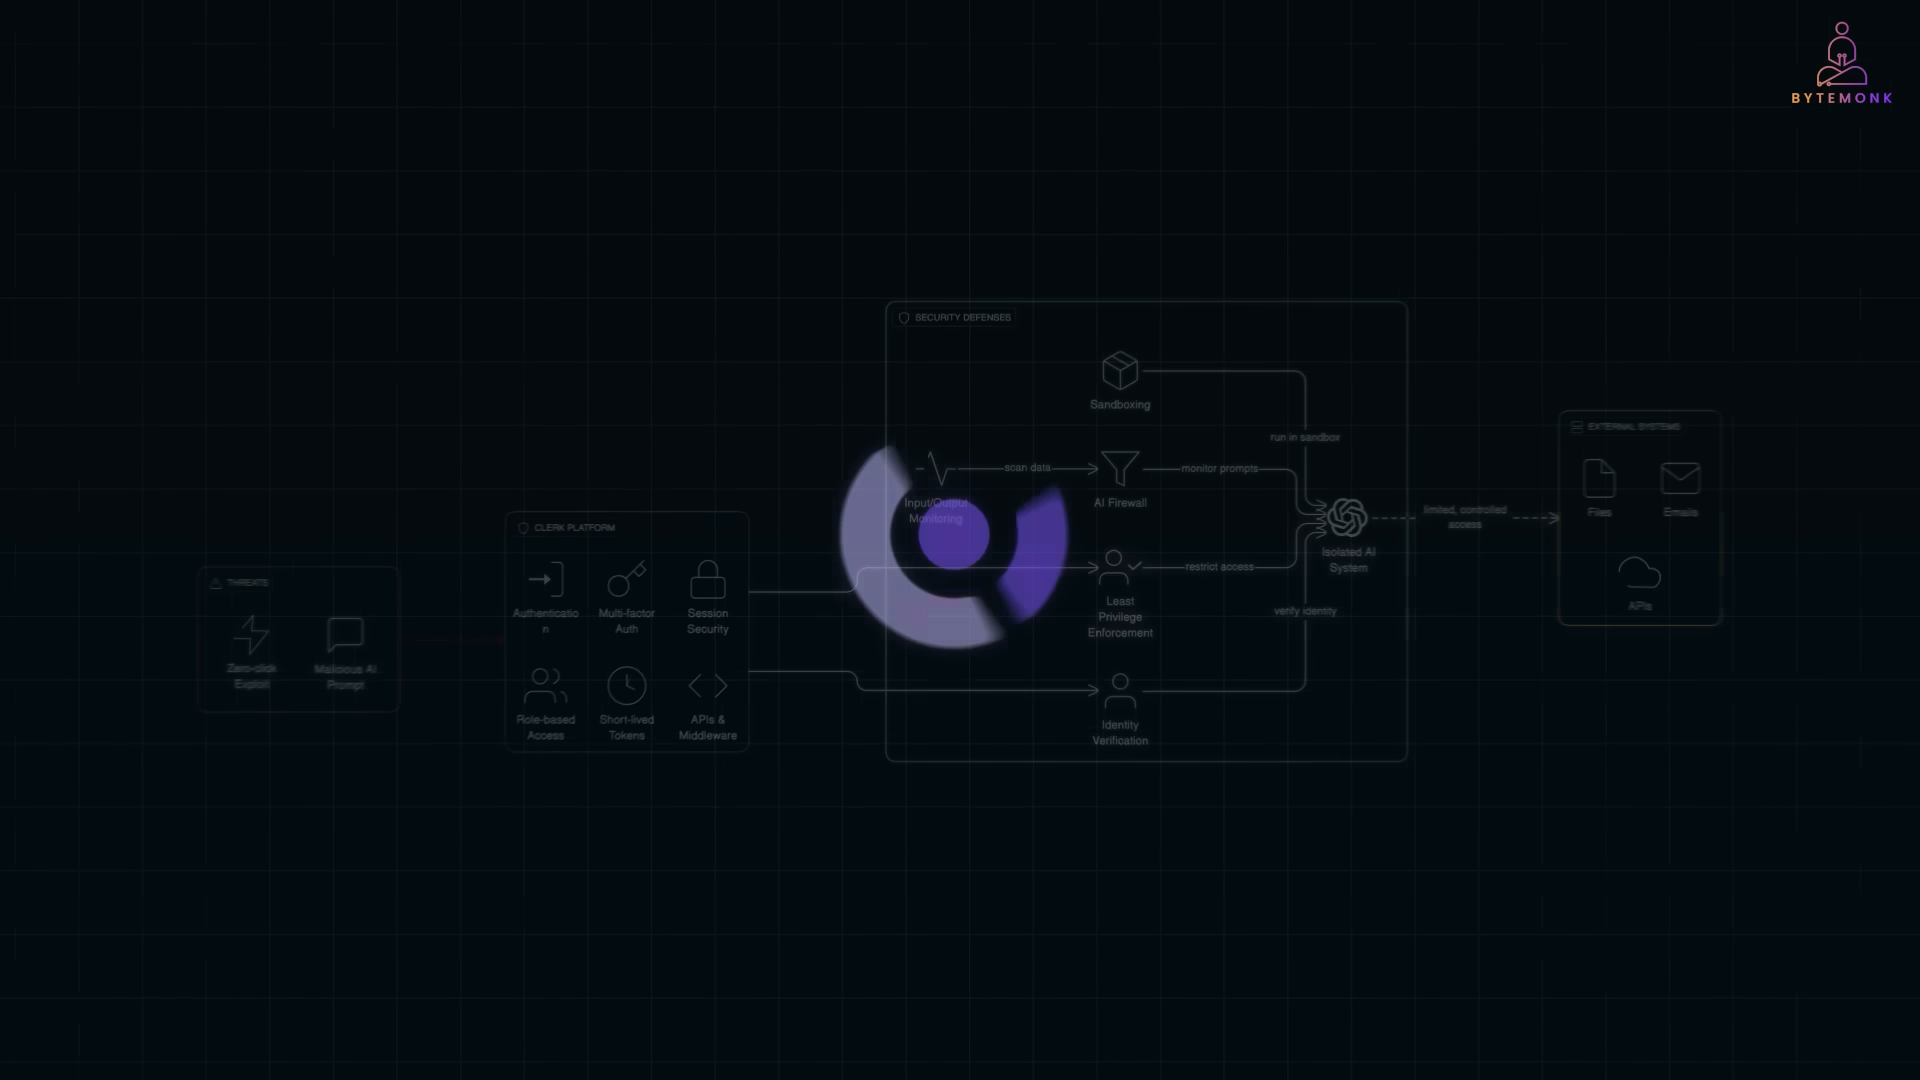 BYTEMONK
SECURITY DEFENSES
Sandboxing
run in sandbox
scan data
monitor prompts
Input/Output
Monitoring
AI Firewall
Isolated AI
System
restrict access
Least
Privilege
Enforcement
verify identity
Identity
Verification
limited, controlled
access
EXTERNAL SYSTEMS
Files
Emails
APIs
CLERK PLATFORM
Authenticatio
n
Multi-factor
Auth
Session
Security
Role-based
Access
Short-lived
Tokens
APIs &
Middleware
THREATS
Zero-click
Exploit
Malicious AI
Prompt